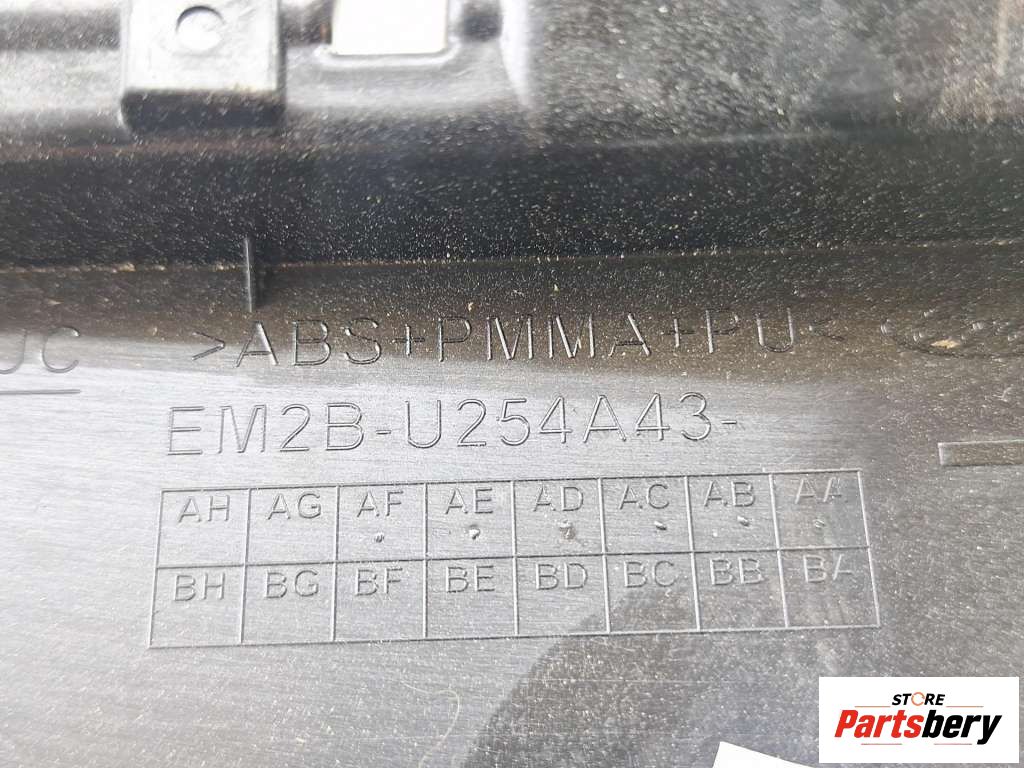 UC >ABS+PMMA+PU<
EM2B-U254A43-
AH AG AF AE AD AC AB AA
BH BG BF BE BD BC BB BA
STORE
Partsbery